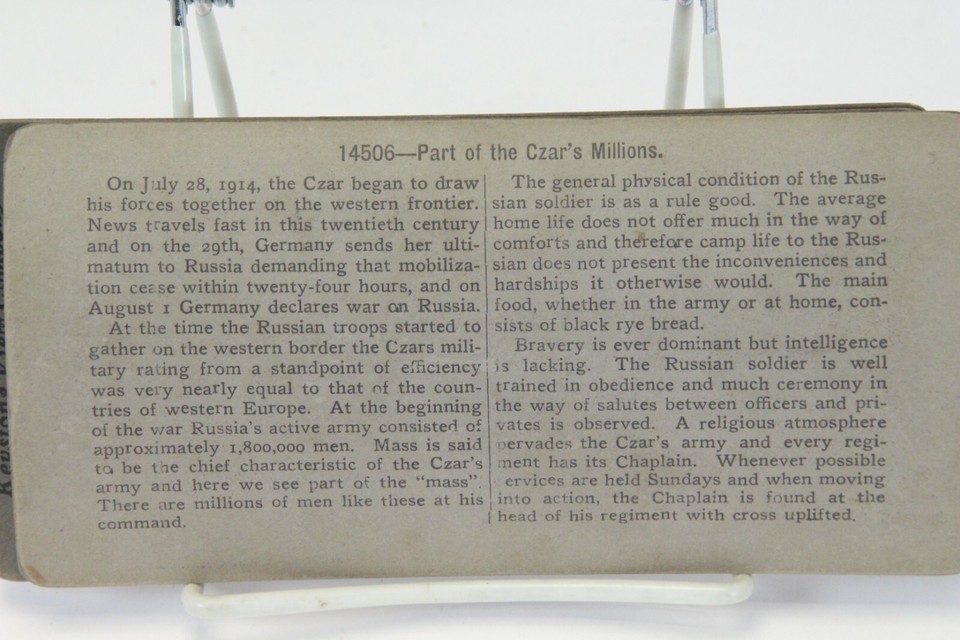 14506—Part of the Czar's Millions.
On July 28, 1914, the Czar began to draw
his forces together on the western frontier.
News travels fast in this twentieth century
and on the 29th, Germany sends her ulti-
matum to Russia demanding that mobiliza-
tion cease within twenty-four hours, and on
August 1 Germany declares war on Russia.
At the time the Russian troops started to
gather on the western border the Czars mili-
tary rating from a standpoint of efficiency
was very nearly equal to that of the coun-
tries of western Europe. At the beginning
of the war Russia's active army consisted of
approximately 1,800,000 men. Mass is said
to be the chief characteristic of the Czar's
army and here we see part of the "mass".
There are millions of men like these at his
command.
The general physical condition of the Rus-
sian soldier is as a rule good. The average
home life does not offer much in the way of
comforts and therefore camp life to the Rus-
sian does not present the inconveniences and
hardships it otherwise would. The main
food, whether in the army or at home, con-
sists of black rye bread.
Bravery is ever dominant but intelligence
is lacking. The Russian soldier is well
trained in obedience and much ceremony in
the way of salutes between officers and pri-
vates is observed. A religious atmosphere
pervades the Czar's army and every regi-
ment has its Chaplain. Whenever possible
ervices are held Sundays and when moving
into action, the Chaplain is found at the
head of his regiment with cross uplifted.